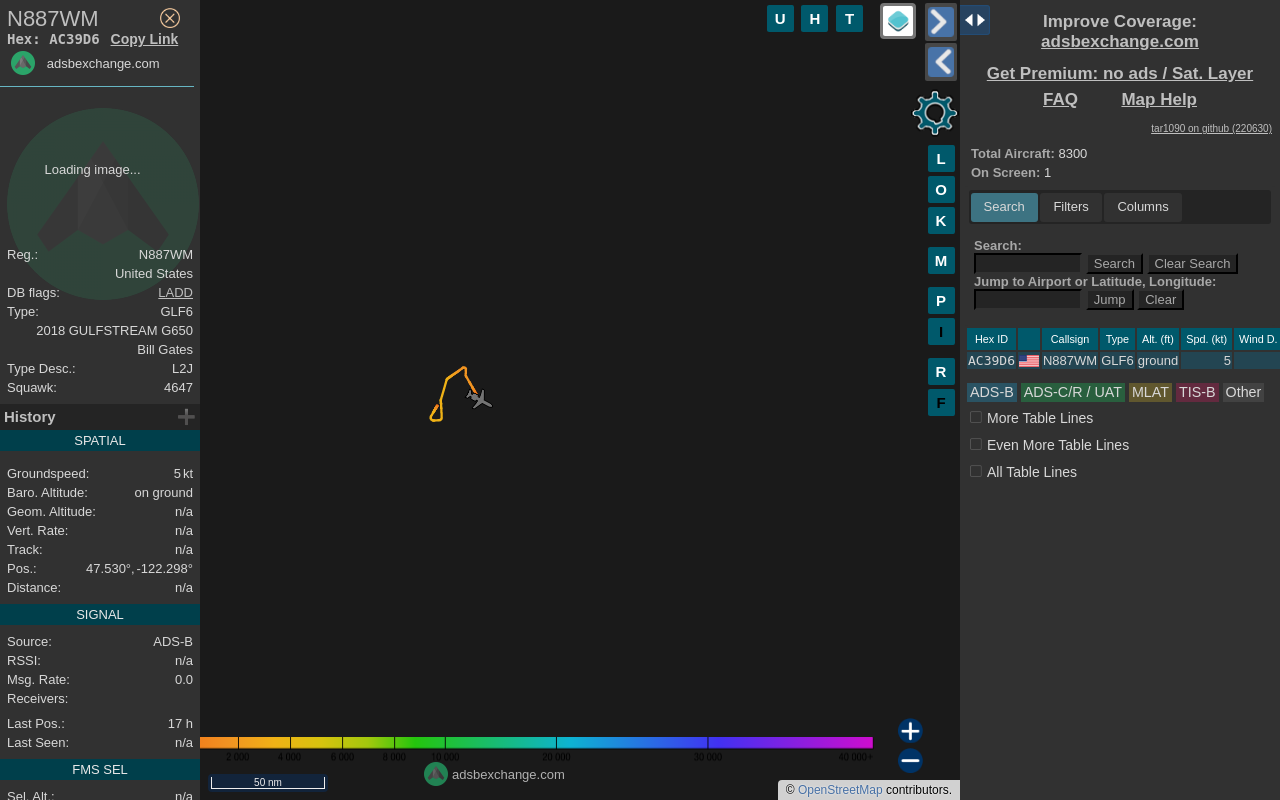 N887WM
Hex: AC39D6 Copy Link
adsbexchange.com
Loading image...
Reg.: N887WM
United States
DB flags: LADD
Type: GLF6
2018 GULFSTREAM G650
Bill Gates
Type Desc.: L2J
Squawk: 4647
History
SPATIAL
Groundspeed: 5 kt
Baro. Altitude: on ground
Geom. Altitude: n/a
Vert. Rate: n/a
Track: n/a
Pos.: 47.530°, -122.298°
Distance: n/a
SIGNAL
Source: ADS-B
RSSI: n/a
Msg. Rate: 0.0
Receivers:
Last Pos.: 17 h
Last Seen: n/a
FMS SEL
Sel. Alt.: n/a
U H T
L
O
K
M
P
I
R
F
2 000 4 000 6 000 8 000 10 000 20 000 30 000 40 000+
adsbexchange.com
50 nm
© OpenStreetMap contributors.
Improve Coverage:
adsbexchange.com
Get Premium: no ads / Sat. Layer
FAQ Map Help
tar1090 on github (220630)
Total Aircraft: 8300
On Screen: 1
Search Filters Columns
Search:
Search Clear Search
Jump to Airport or Latitude, Longitude:
Jump Clear
Hex ID Callsign Type Alt. (ft) Spd. (kt) Wind D.
AC39D6 N887WM GLF6 ground 5
ADS-B ADS-C/R / UAT MLAT TIS-B Other
More Table Lines
Even More Table Lines
All Table Lines